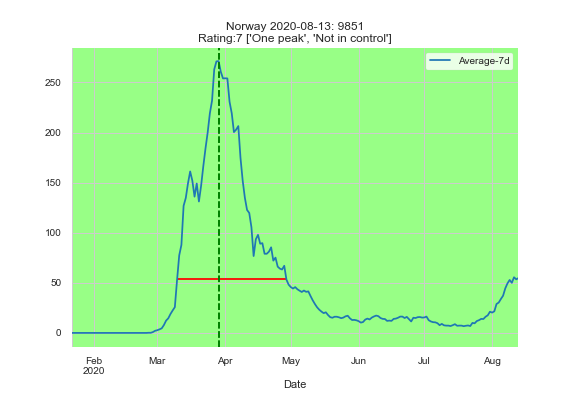 Norway 2020-08-13: 9851
Rating:7 ['One peak', 'Not in control']
Average-7d
250
200
150
100
50
0
Feb Mar Apr May Jun Jul Aug
2020
Date